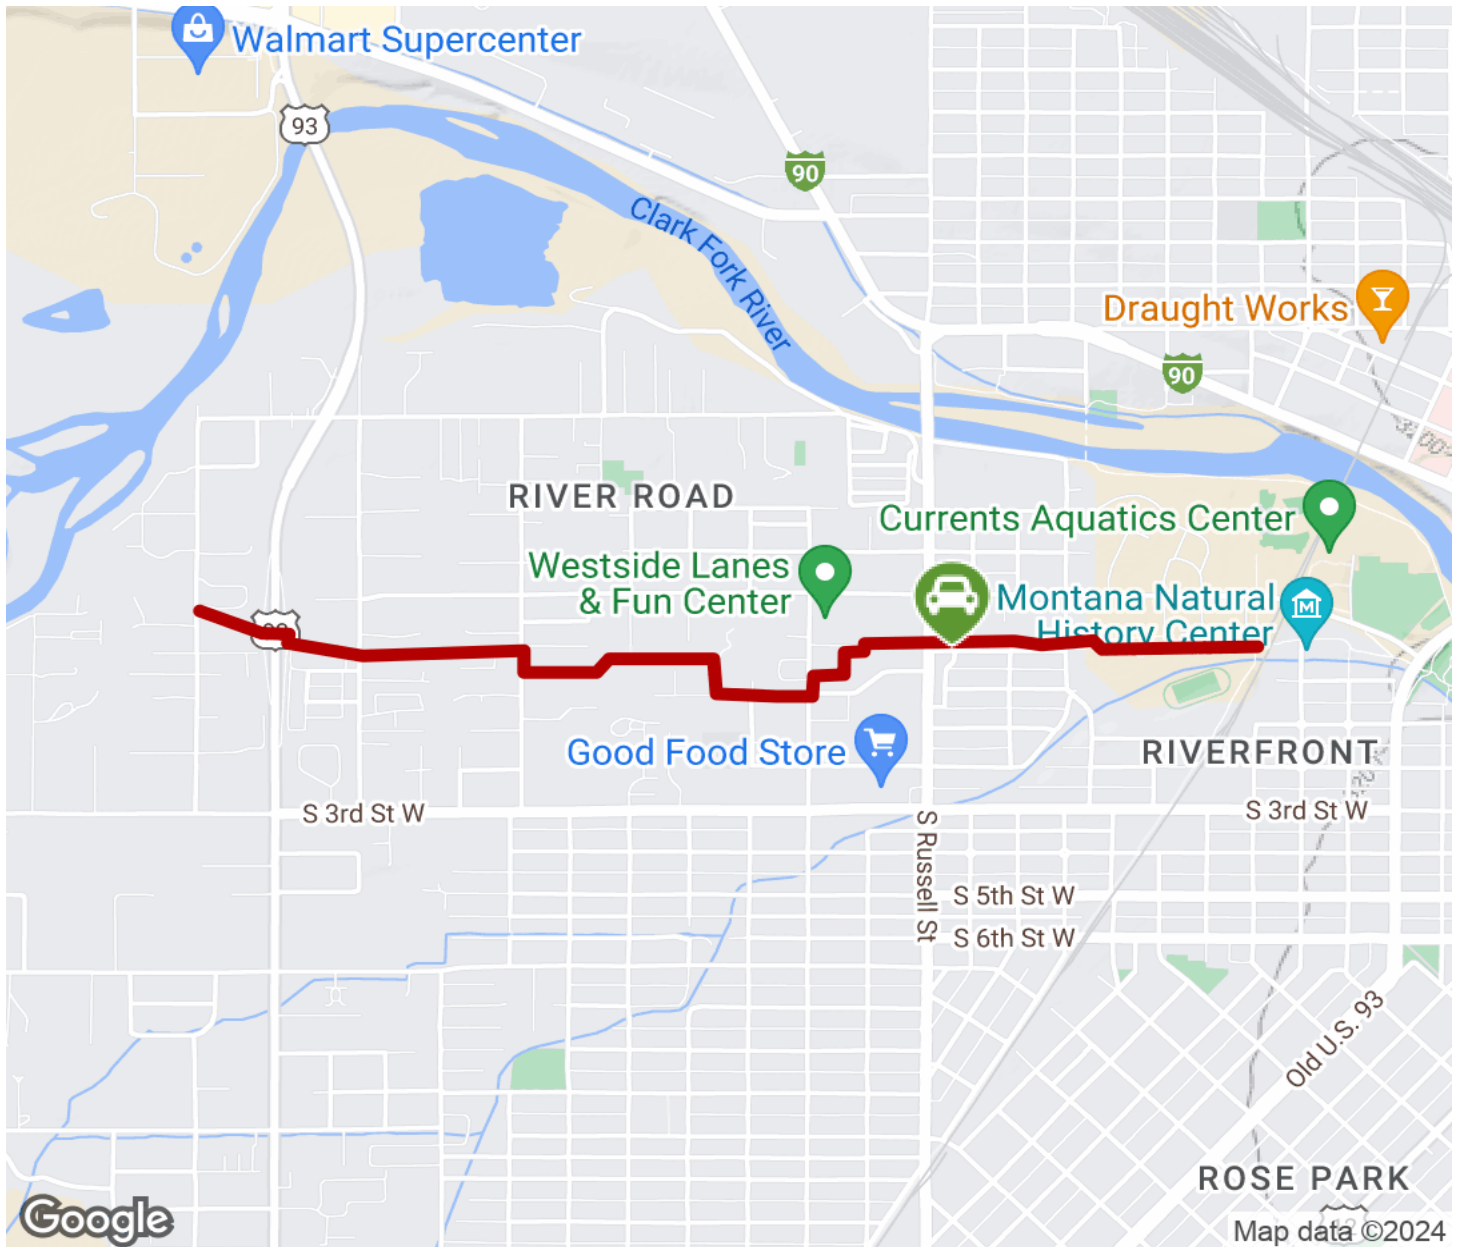 Walmart Supercenter
93
90
Clark Fork River
Draught Works
90
RIVER ROAD
Currents Aquatics Center
Westside Lanes
& Fun Center
Montana Natural
History Center
M
Good Food Store
RIVERFRONT
S 3rd St W
S 3rd St W
S Russell St
S 5th St W
S 6th St W
Old U.S. 93
ROSE PARK
12
Google
Map data ©2024